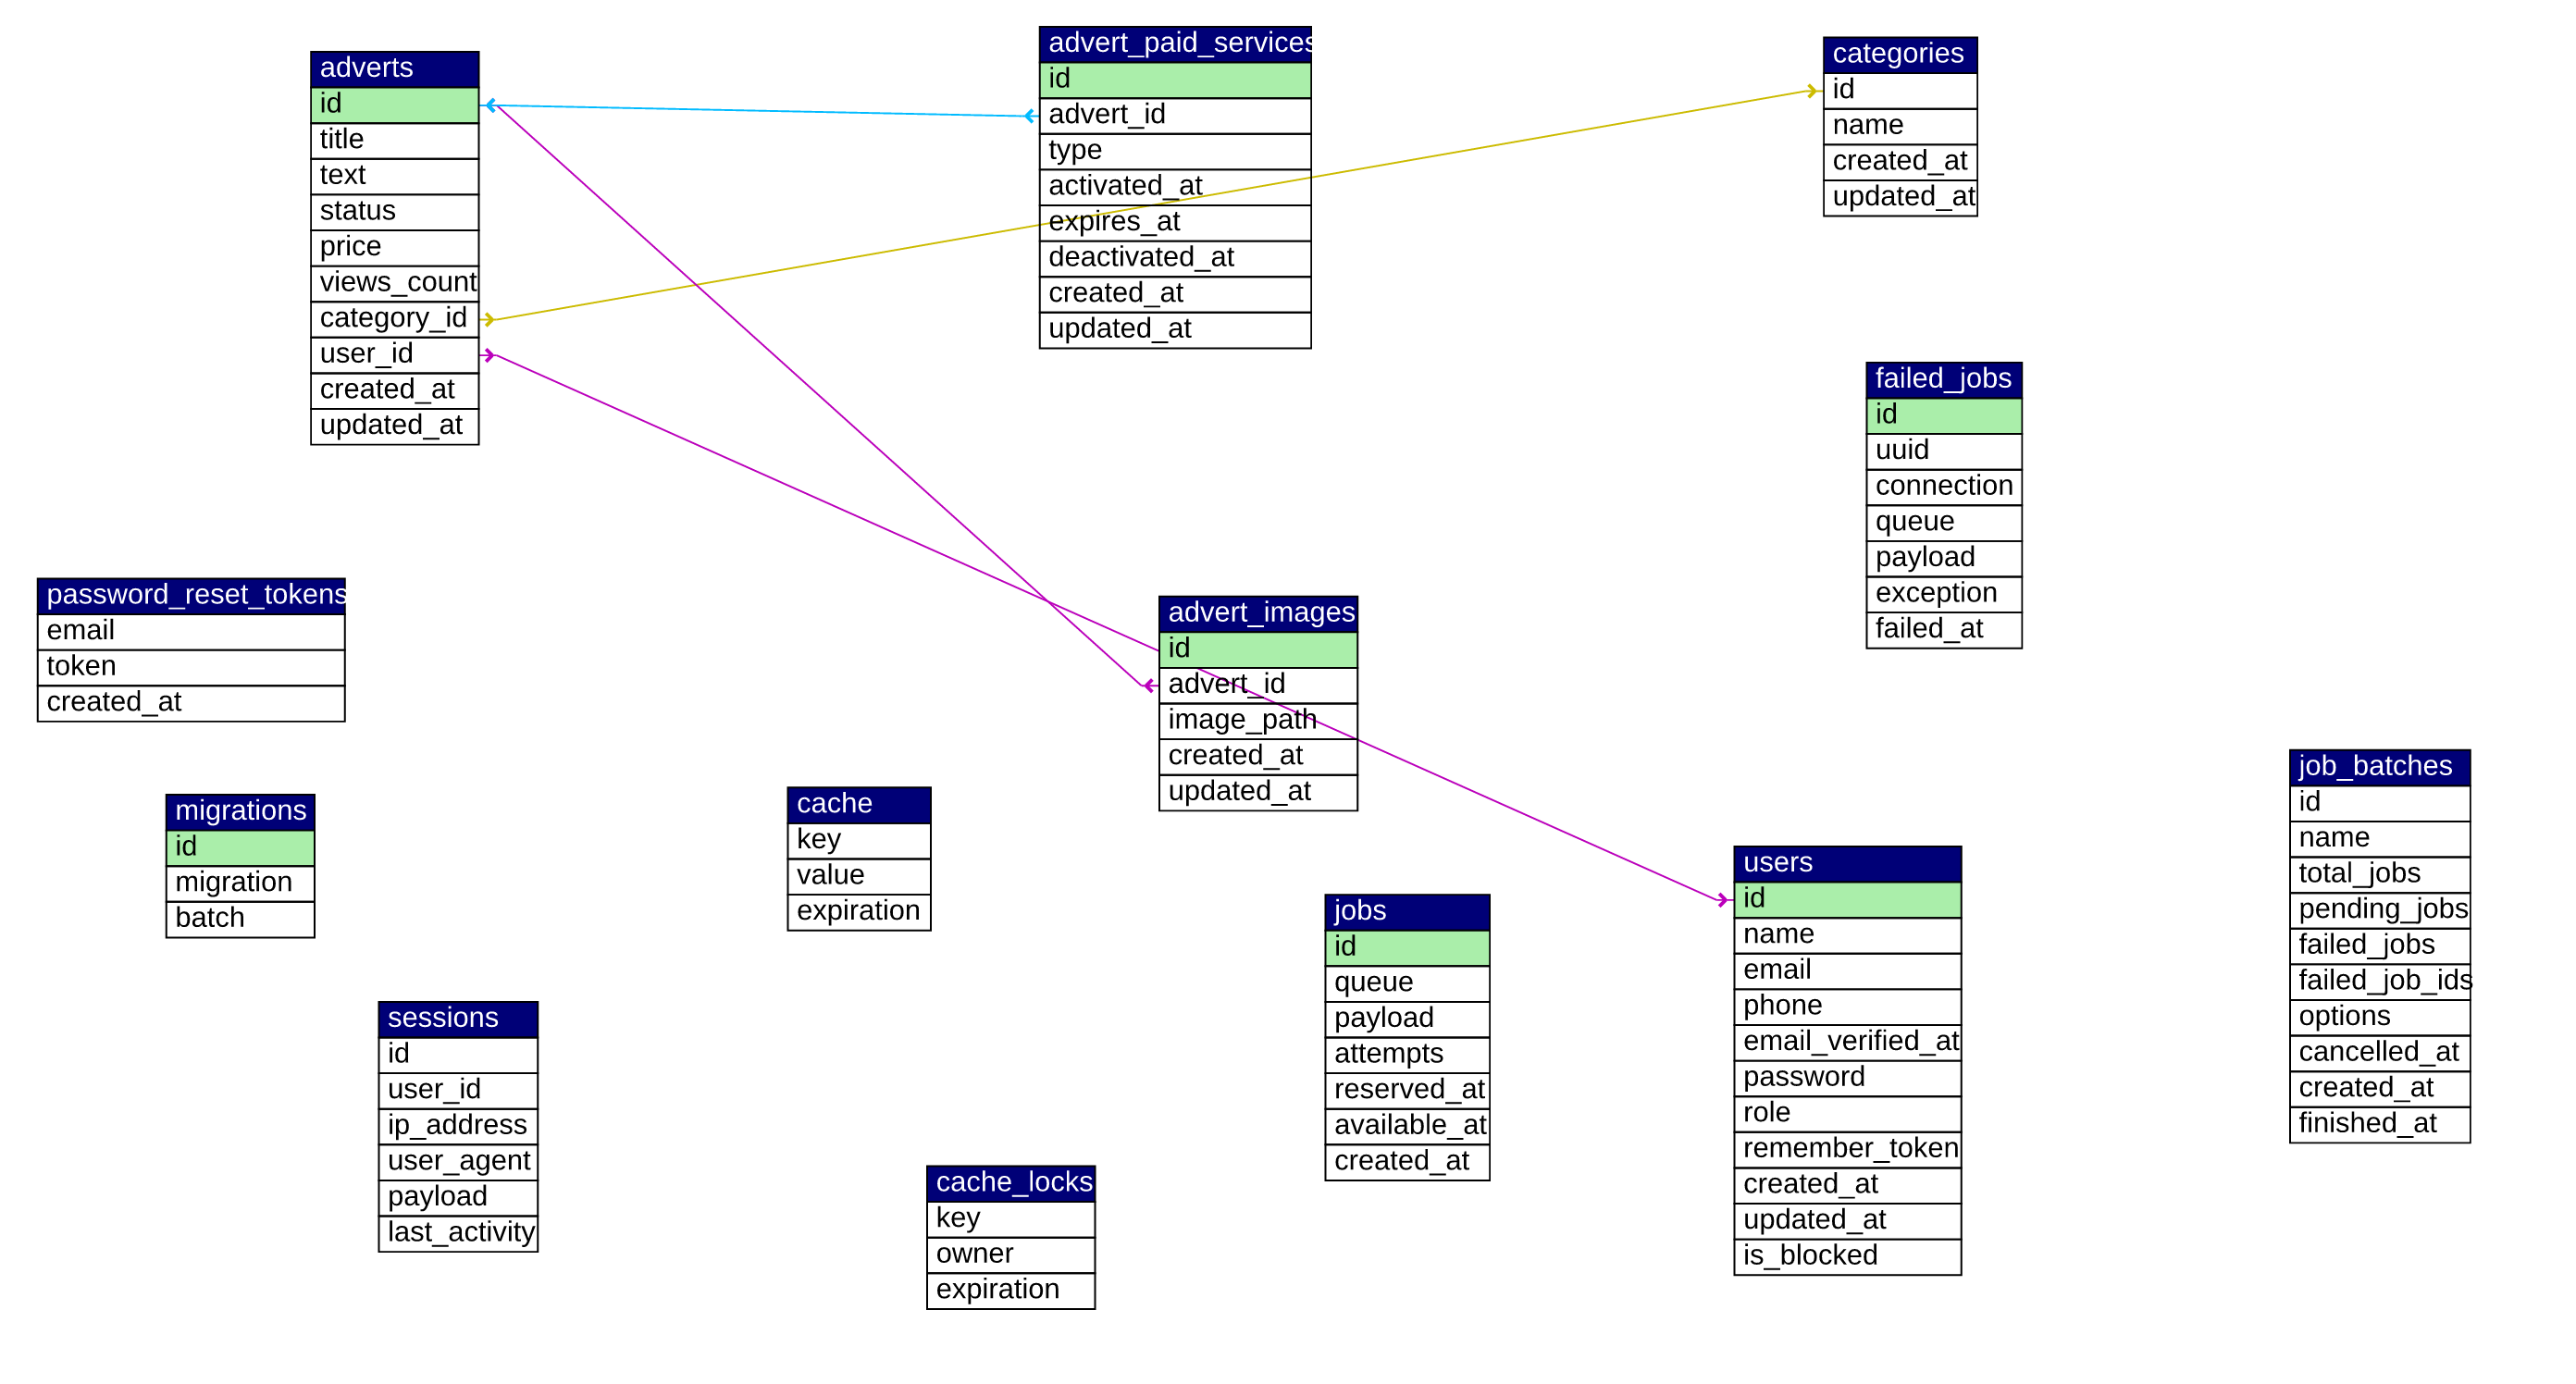 adverts
id
title
text
status
price
views_count
category_id
user_id
created_at
updated_at
advert_paid_services
id
advert_id
type
activated_at
expires_at
deactivated_at
created_at
updated_at
categories
id
name
created_at
updated_at
failed_jobs
id
uuid
connection
queue
payload
exception
failed_at
password_reset_tokens
email
token
created_at
advert_images
id
advert_id
image_path
created_at
updated_at
migrations
id
migration
batch
cache
key
value
expiration
job_batches
id
name
total_jobs
pending_jobs
failed_jobs
failed_job_ids
options
cancelled_at
created_at
finished_at
users
id
name
email
phone
email_verified_at
password
role
remember_token
created_at
updated_at
is_blocked
jobs
id
queue
payload
attempts
reserved_at
available_at
created_at
sessions
id
user_id
ip_address
user_agent
payload
last_activity
cache_locks
key
owner
expiration